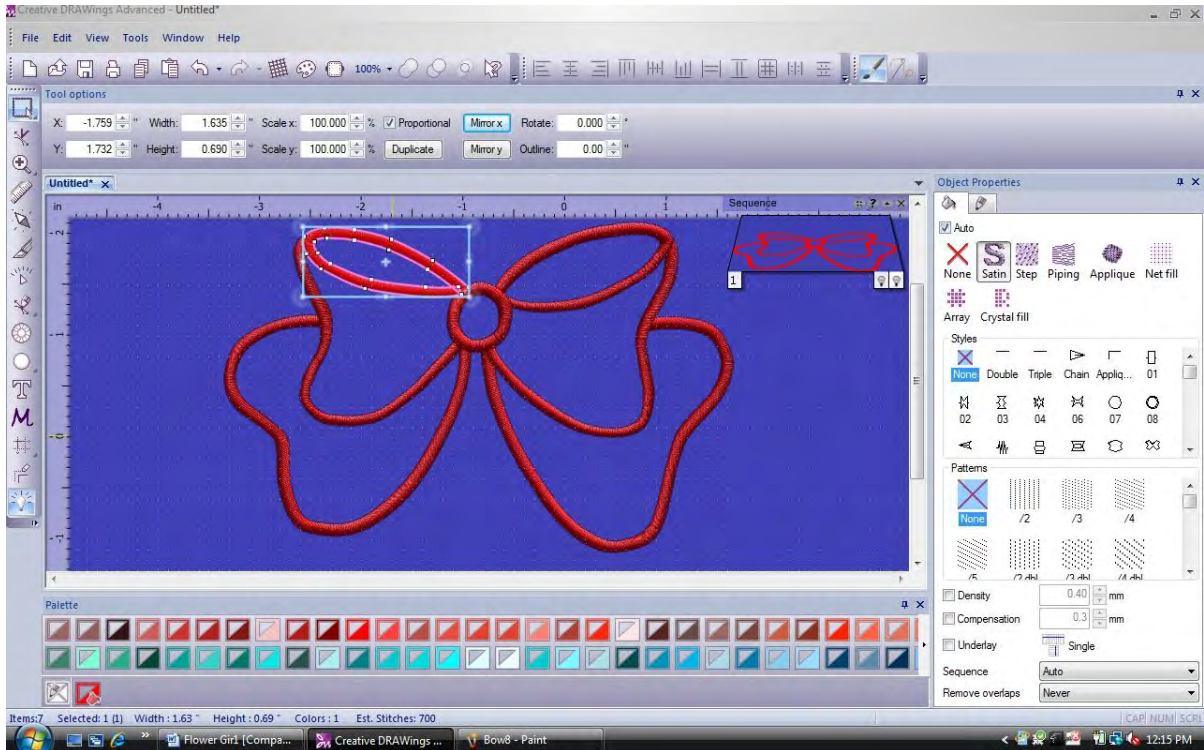 Creative DRAWings Advanced - Untitled*
File Edit View Tools Window Help
100%
Tool options
X: -1.759 " Width: 1.635 " Scale x: 100.000 % Proportional Mirror x Rotate: 0.000 °
Y: 1.732 " Height: 0.690 " Scale y: 100.000 % Duplicate Mirror y Outline: 0.00 "
Untitled* x
in -4 -3 -2 -1 0 1
Sequence
1
Object Properties
Auto
None Satin Step Piping Applique Net fill
Array Crystal fill
Styles
None Double Triple Chain Appliq... 01
02 03 04 06 07 08
Patterns
None /2 /3 /4
/5 /2 dbl /3 dbl /4 dbl
Density 0.40 mm
Compensation 0.3 mm
Underlay Single
Sequence Auto
Remove overlaps Never
Palette
Items:7 Selected: 1 (1) Width : 1.63 " Height : 0.69 " Colors : 1 Est. Stitches: 700
CAP NUM SCRL
Flower Girl [Compa... Creative DRAWings ... Bow8 - Paint 12:15 PM